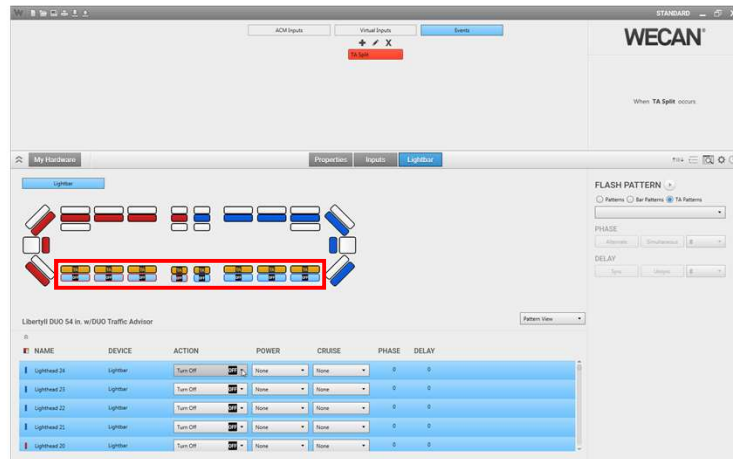 W.
STANDARD
ACM Inputs
Virtual Inputs
Events
TA Split
WECAN®
When TA Split occurs
My Hardware
Properties
Inputs
Lightbar
Lightbar
FLASH PATTERN
Patterns
Bar Patterns
TA Patterns
PHASE
Alternate
Simultaneous
0
DELAY
Sync
Unsync
0
LibertyII DUO 54 in. w/DUO Traffic Advisor
Pattern View
NAME DEVICE ACTION POWER CRUISE PHASE DELAY
Lighthead 24 Lightbar Turn Off OFF None None 0 0
Lighthead 23 Lightbar Turn Off OFF None None 0 0
Lighthead 22 Lightbar Turn Off OFF None None 0 0
Lighthead 21 Lightbar Turn Off OFF None None 0 0
Lighthead 20 Lightbar Turn Off OFF None None 0 0